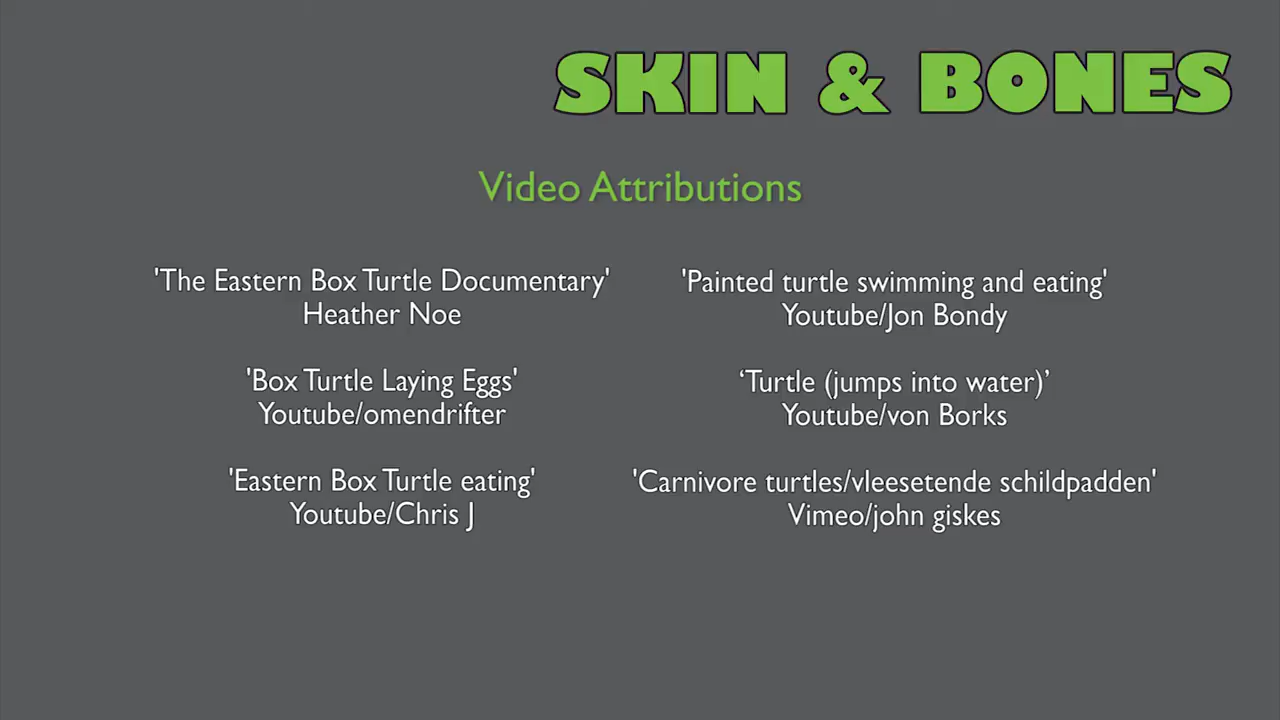 SKIN & BONES
Video Attributions
'The Eastern Box Turtle Documentary'
Heather Noe
'Box Turtle Laying Eggs'
Youtube/omendrifter
'Eastern Box Turtle eating'
Youtube/Chris J
'Painted turtle swimming and eating'
Youtube/Jon Bondy
‘Turtle (jumps into water)’
Youtube/von Borks
'Carnivore turtles/vleesetende schildpadden'
Vimeo/john giskes